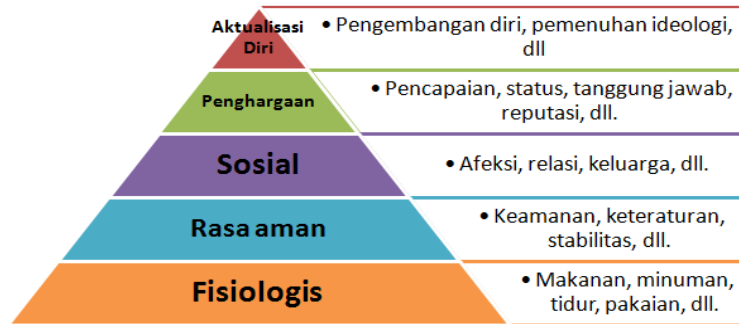 Aktualisasi
Diri
• Pengembangan diri, pemenuhan ideologi,
dll
Penghargaan
• Pencapaian, status, tanggung jawab,
reputasi, dll.
Sosial
• Afeksi, relasi, keluarga, dll.
Rasa aman
• Keamanan, keteraturan,
stabilitas, dll.
Fisiologis
• Makanan, minuman,
tidur, pakaian, dll.